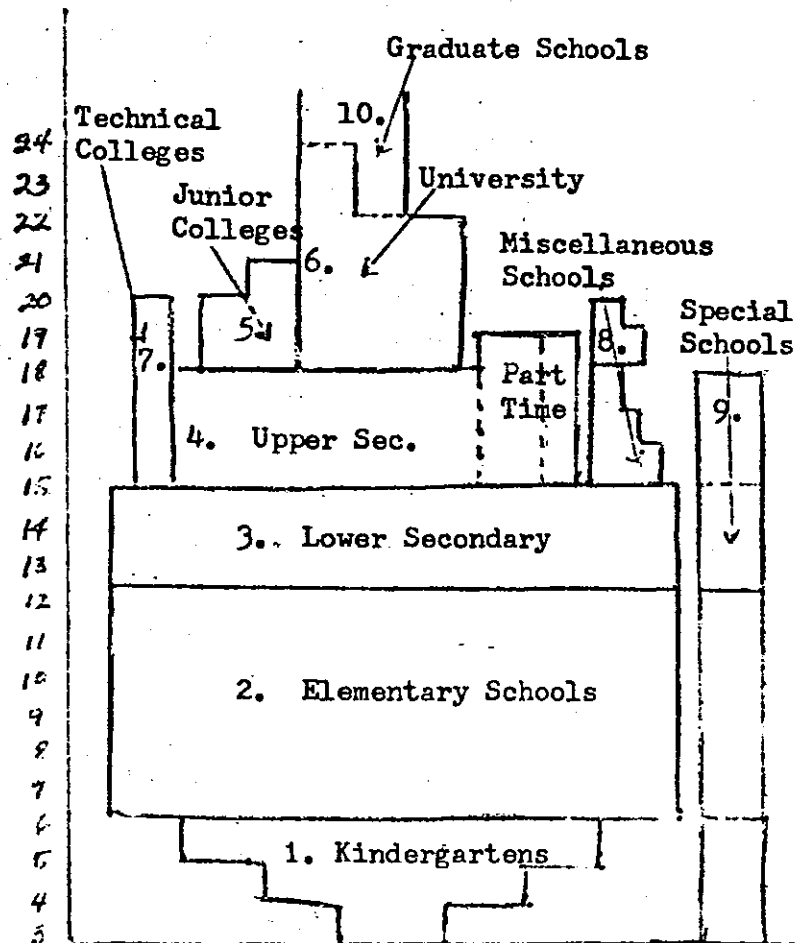 Graduate Schools
10.
Technical
Colleges
24
23
University
Junior
Colleges
22
Miscellaneous
Schools
21
6.
20
Special
Schools
19
5.
7.
8.
18
Part
Time
9.
17
4. Upper Sec.
16
15
14
3. Lower Secondary
13
12
11
10
2. Elementary Schools
9
8
7
6
5
1. Kindergartens
4
3